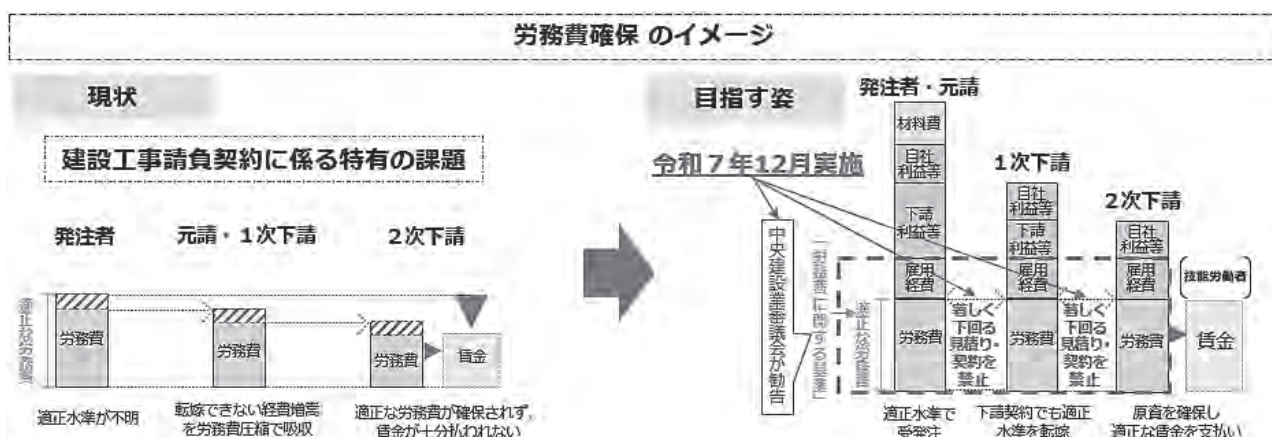 労務費確保 のイメージ
現状
建設工事請負契約に係る特有の課題
発注者
元請・1次下請
2次下請
適正な労務費
労務費
労務費
労務費
賃金
適正水準が不明
転嫁できない経費増高
を労務費圧縮で吸収
適正な労務費が確保されず,
賃金が十分払われない
目指す姿
令和7年12月実施
発注者・元請
材料費
自社
利益等
下請
利益等
雇用
経費
労務費
1次下請
自社
利益等
下請
利益等
雇用
経費
労務費
2次下請
自社
利益等
雇用
経費
労務費
中央建設業審議会が勧告
「労務費に関する基準」
適正な労務費
著しく
下回る
見積り・
契約を
禁止
著しく
下回る
見積り・
契約を
禁止
技能労働者
賃金
適正水準で
受発注
下請契約でも適正
水準を転嫁
原資を確保し
適正な賃金を支払い